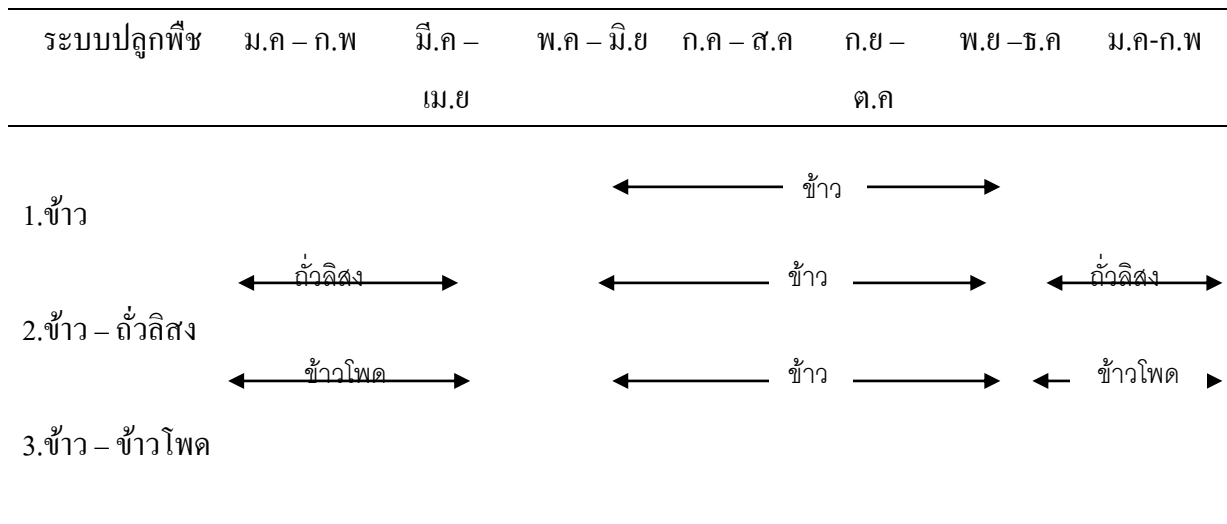 ระบบปลูกพืช ม.ค – ก.พ มี.ค – พ.ค – มิ.ย ก.ค – ส.ค ก.ย – พ.ย –ธ.ค ม.ค-ก.พ
เม.ย ต.ค
ข้าว
1.ข้าว
ถั่วลิสง ข้าว ถั่วลิสง
2.ข้าว – ถั่วลิสง
ข้าวโพด ข้าว ข้าวโพด
3.ข้าว – ข้าวโพด